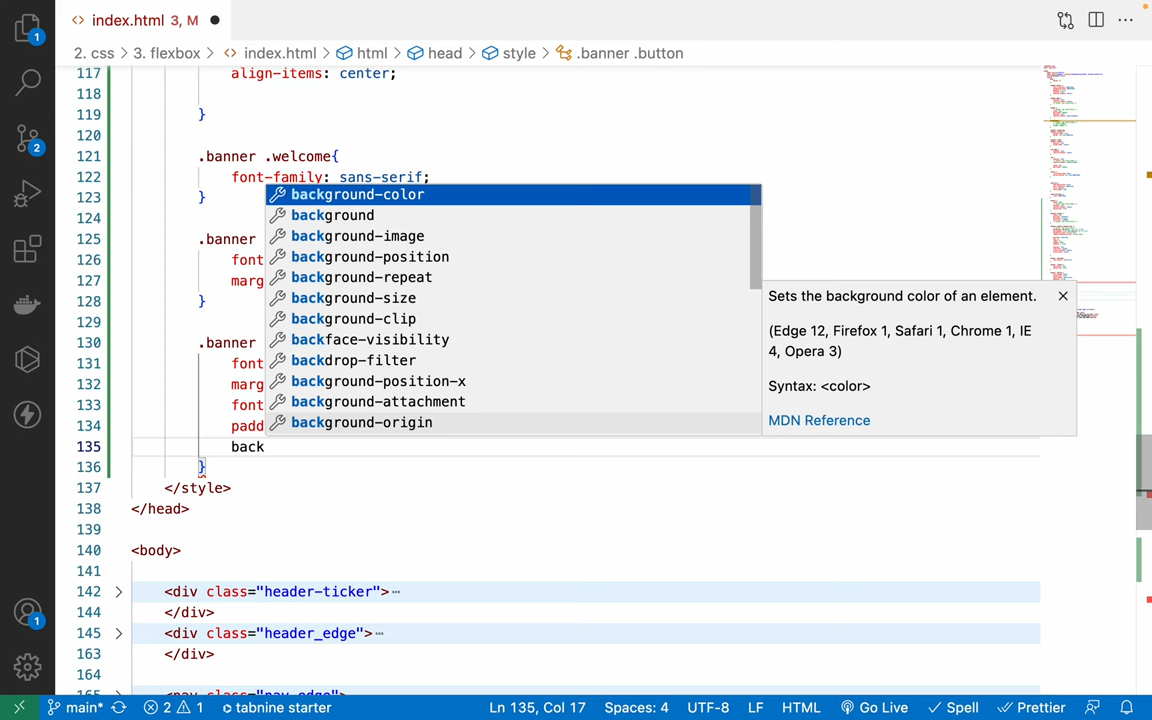 index.html 3, M
2. css > 3. flexbox > index.html > html > head > style > .banner .button
117 align-items: center;
118
119 }
120
121 .banner .welcome{
122 font-family: sans-serif;
123 }
124
125 .banner
126 font
127 marg
128 }
129
130 .banner
131 font
132 marg
133 font
134 padd
135 back
136 }
137 </style>
138 </head>
139
140 <body>
141
142 <div class="header-ticker">⋯
144 </div>
145 <div class="header_edge">⋯
163 </div>
164
165 <nav class="nav_edge">
background-color
background
background-image
background-position
background-repeat
background-size
background-clip
backface-visibility
backdrop-filter
background-position-x
background-attachment
background-origin
Sets the background color of an element.
(Edge 12, Firefox 1, Safari 1, Chrome 1, IE
4, Opera 3)
Syntax: <color>
MDN Reference
1
2
1
main* 2 1 tabnine starter Ln 135, Col 17 Spaces: 4 UTF-8 LF HTML Go Live Spell Prettier